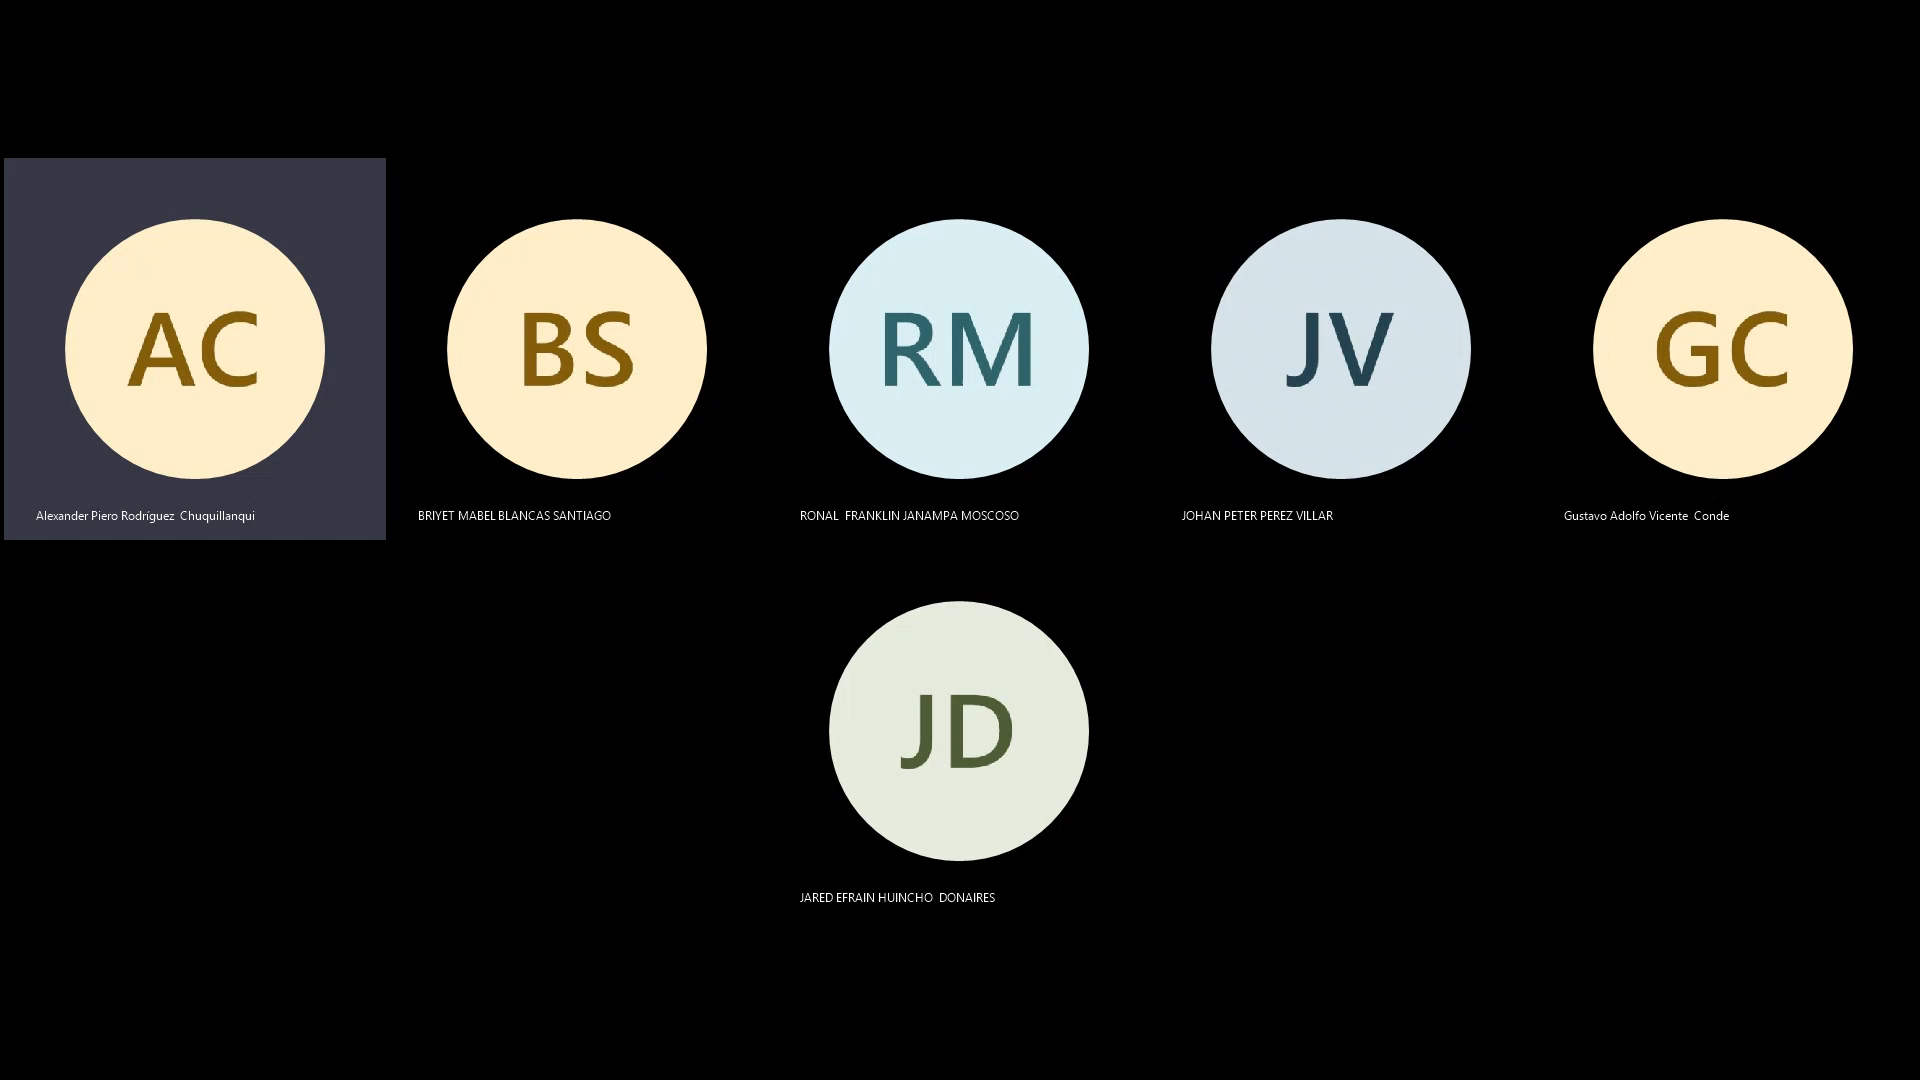 AC
BS
RM
JV
GC
Alexander Piero Rodríguez  Chuquillanqui
BRIYET MABEL BLANCAS SANTIAGO
RONAL  FRANKLIN JANAMPA MOSCOSO
JOHAN PETER PEREZ VILLAR
Gustavo Adolfo Vicente  Conde
JD
JARED EFRAIN HUINCHO  DONAIRES